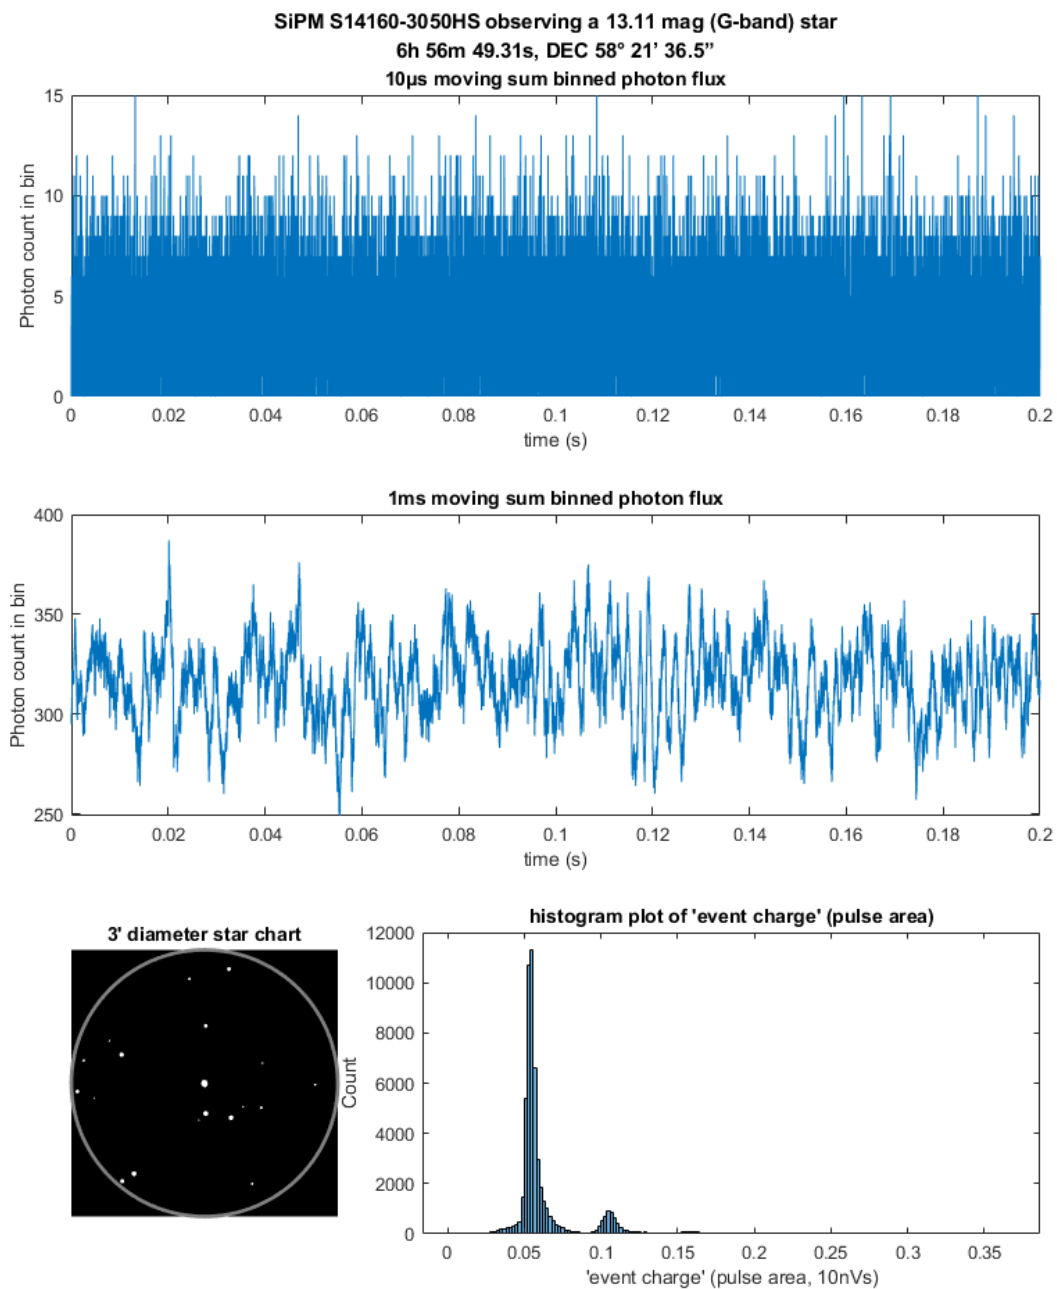 SiPM S14160-3050HS observing a 13.11 mag (G-band) star
6h 56m 49.31s, DEC 58° 21’ 36.5”
10µs moving sum binned photon flux
Photon count in bin
15
10
5
0
0 0.02 0.04 0.06 0.08 0.1 0.12 0.14 0.16 0.18 0.2
time (s)
1ms moving sum binned photon flux
Photon count in bin
400
350
300
250
0 0.02 0.04 0.06 0.08 0.1 0.12 0.14 0.16 0.18 0.2
time (s)
3' diameter star chart
histogram plot of 'event charge' (pulse area)
Count
12000
10000
8000
6000
4000
2000
0
0 0.05 0.1 0.15 0.2 0.25 0.3 0.35
'event charge' (pulse area, 10nVs)